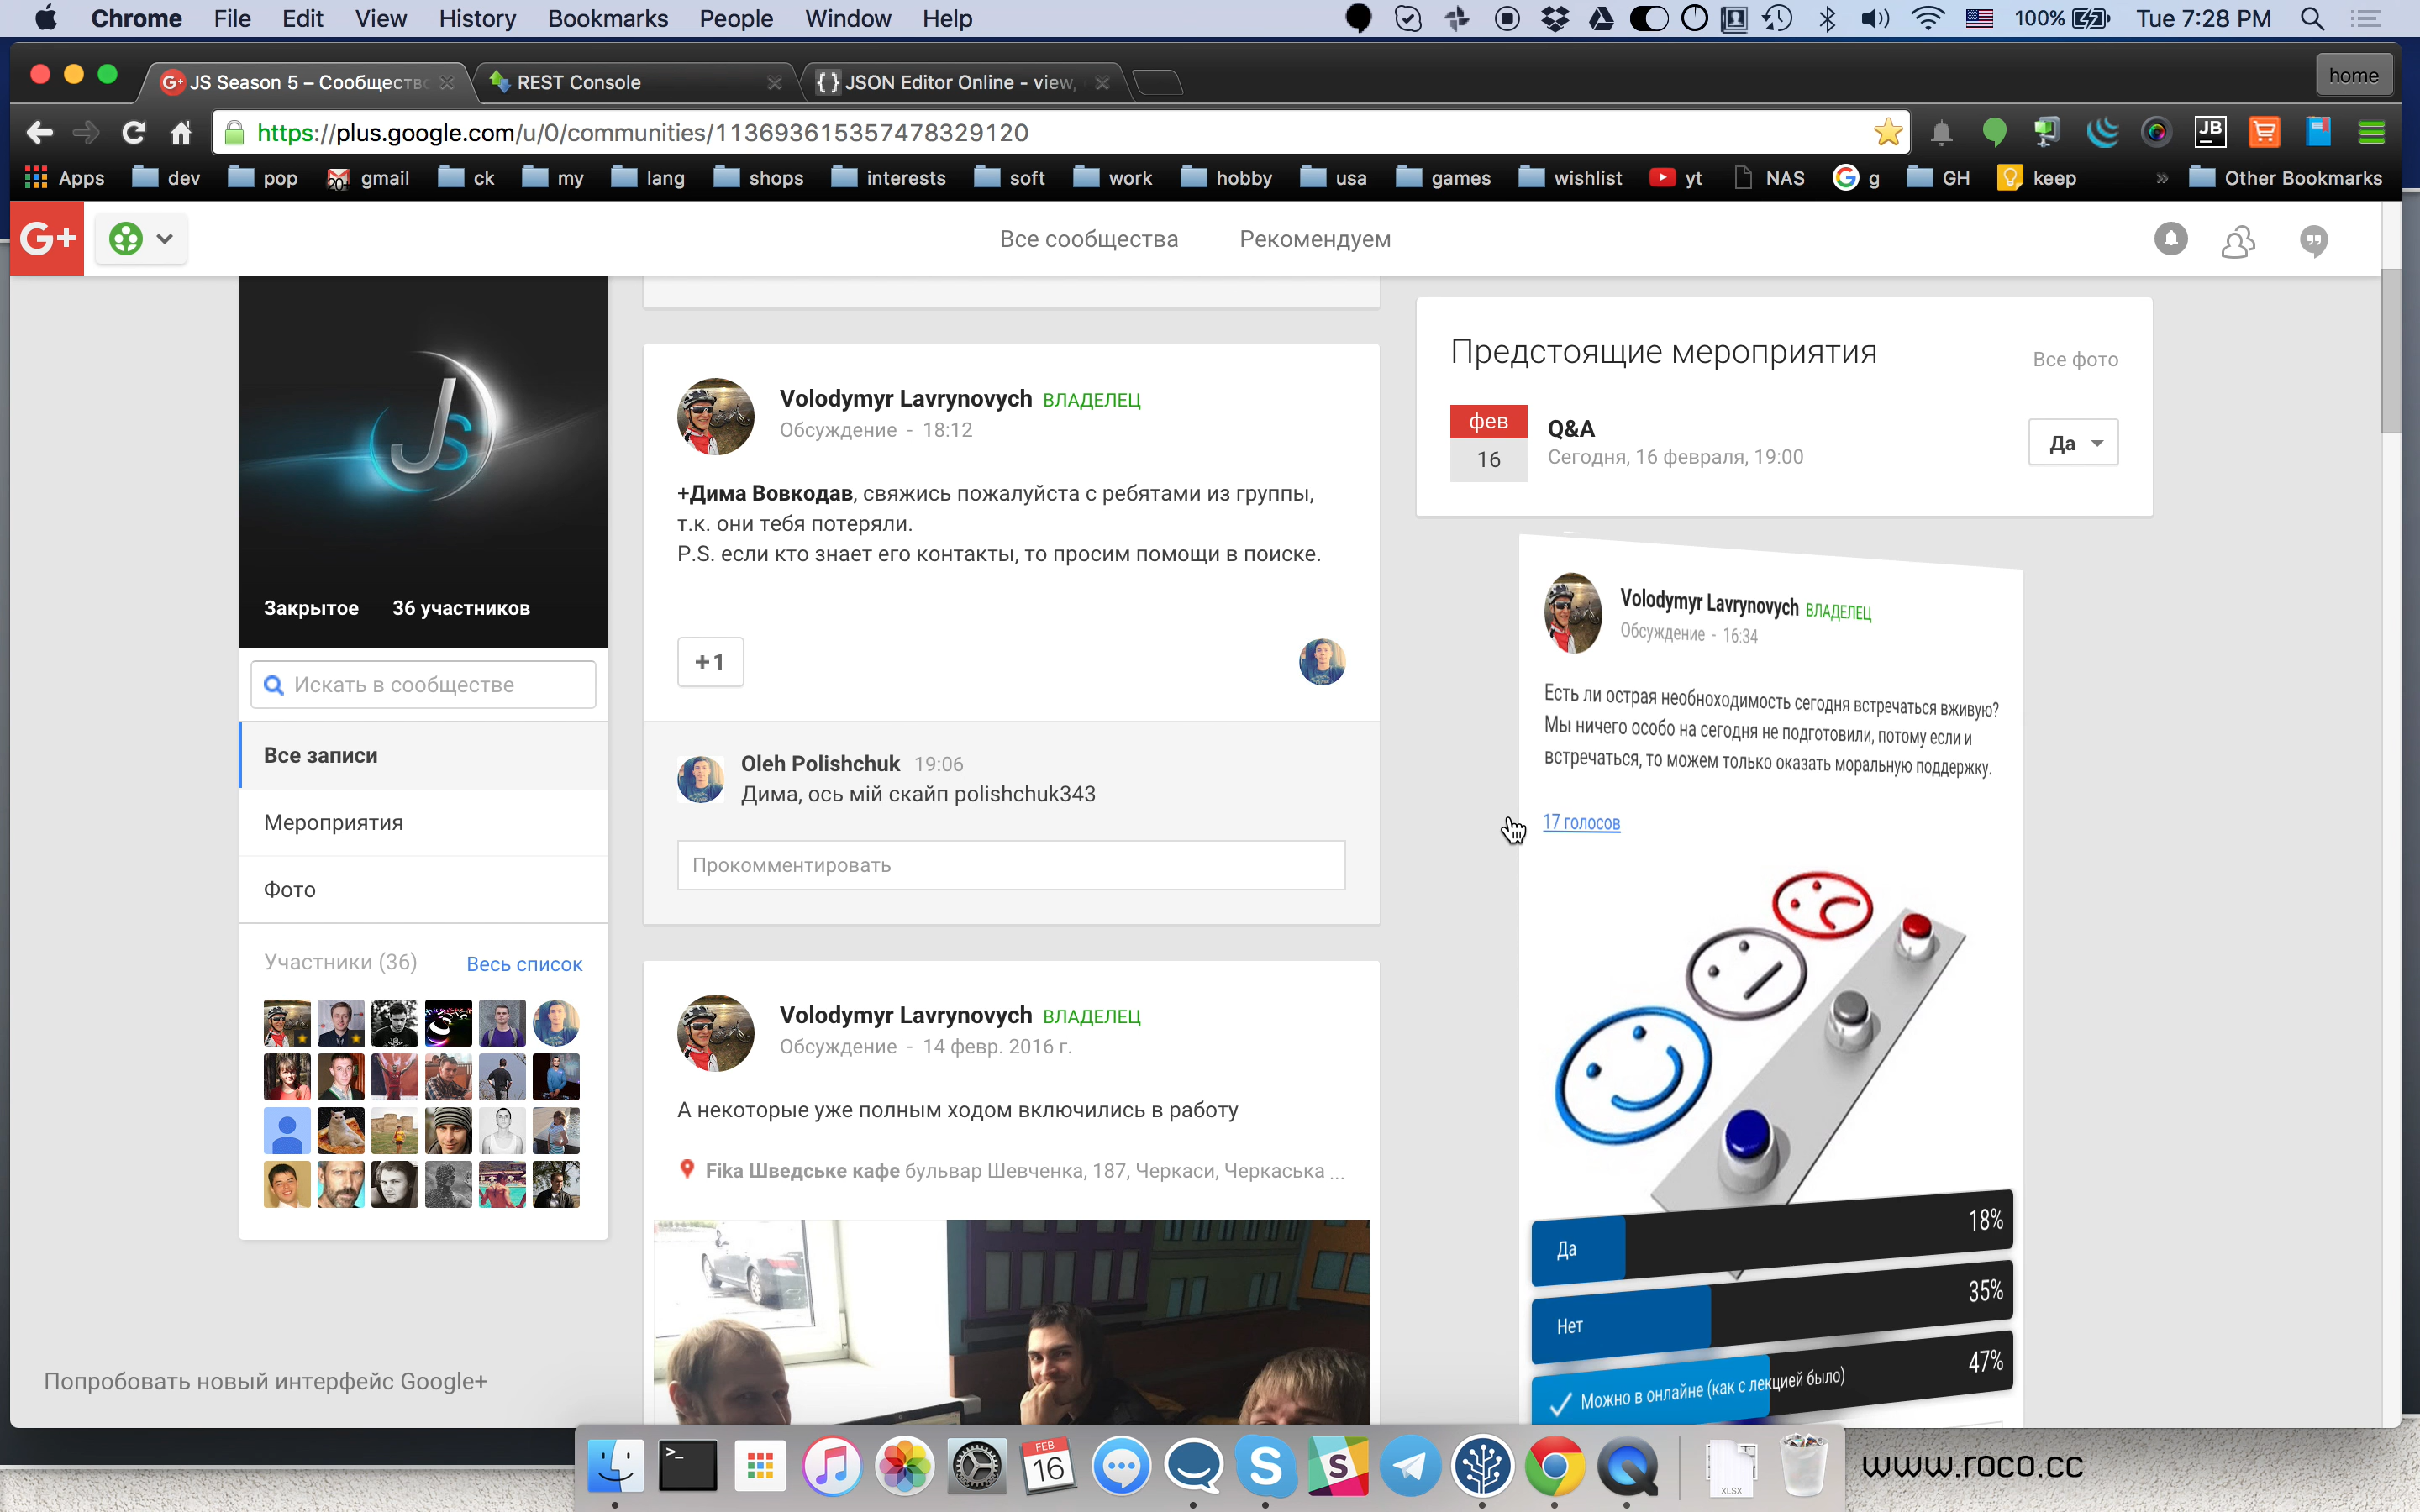 Chrome File Edit View History Bookmarks People Window Help
100% Tue 7:28 PM
JS Season 5 – Сообщество
REST Console
JSON Editor Online - view,
home
https://plus.google.com/u/0/communities/113693615357478329120
JB
Apps dev pop gmail ck my lang shops interests soft work hobby usa games wishlist yt NAS g GH keep » Other Bookmarks
G+
Все сообщества Рекомендуем
JS
Закрытое 36 участников
Искать в сообществе
Все записи
Мероприятия
Фото
Участники (36) Весь список
Попробовать новый интерфейс Google+
Volodymyr Lavrynovych ВЛАДЕЛЕЦ
Обсуждение - 18:12
+Дима Вовкодав, свяжись пожалуйста с ребятами из группы,
т.к. они тебя потеряли.
P.S. если кто знает его контакты, то просим помощи в поиске.
+1
Oleh Polishchuk 19:06
Дима, ось мій скайп polishchuk343
Прокомментировать
Volodymyr Lavrynovych ВЛАДЕЛЕЦ
Обсуждение - 14 февр. 2016 г.
А некоторые уже полным ходом включились в работу
Fika Шведське кафе бульвар Шевченка, 187, Черкаси, Черкаська ...
Предстоящие мероприятия Все фото
фев
16
Q&A
Сегодня, 16 февраля, 19:00
Да
Volodymyr Lavrynovych ВЛАДЕЛЕЦ
Обсуждение - 16:34
Есть ли острая необноходимость сегодня встречаться вживую?
Мы ничего особо на сегодня не подготовили, потому если и
встречаться, то можем только оказать моральную поддержку.
17 голосов
Да 18%
Нет 35%
Можно в онлайне (как с лекцией было) 47%
FEB
16
S
S
XLSX
www.roco.cc